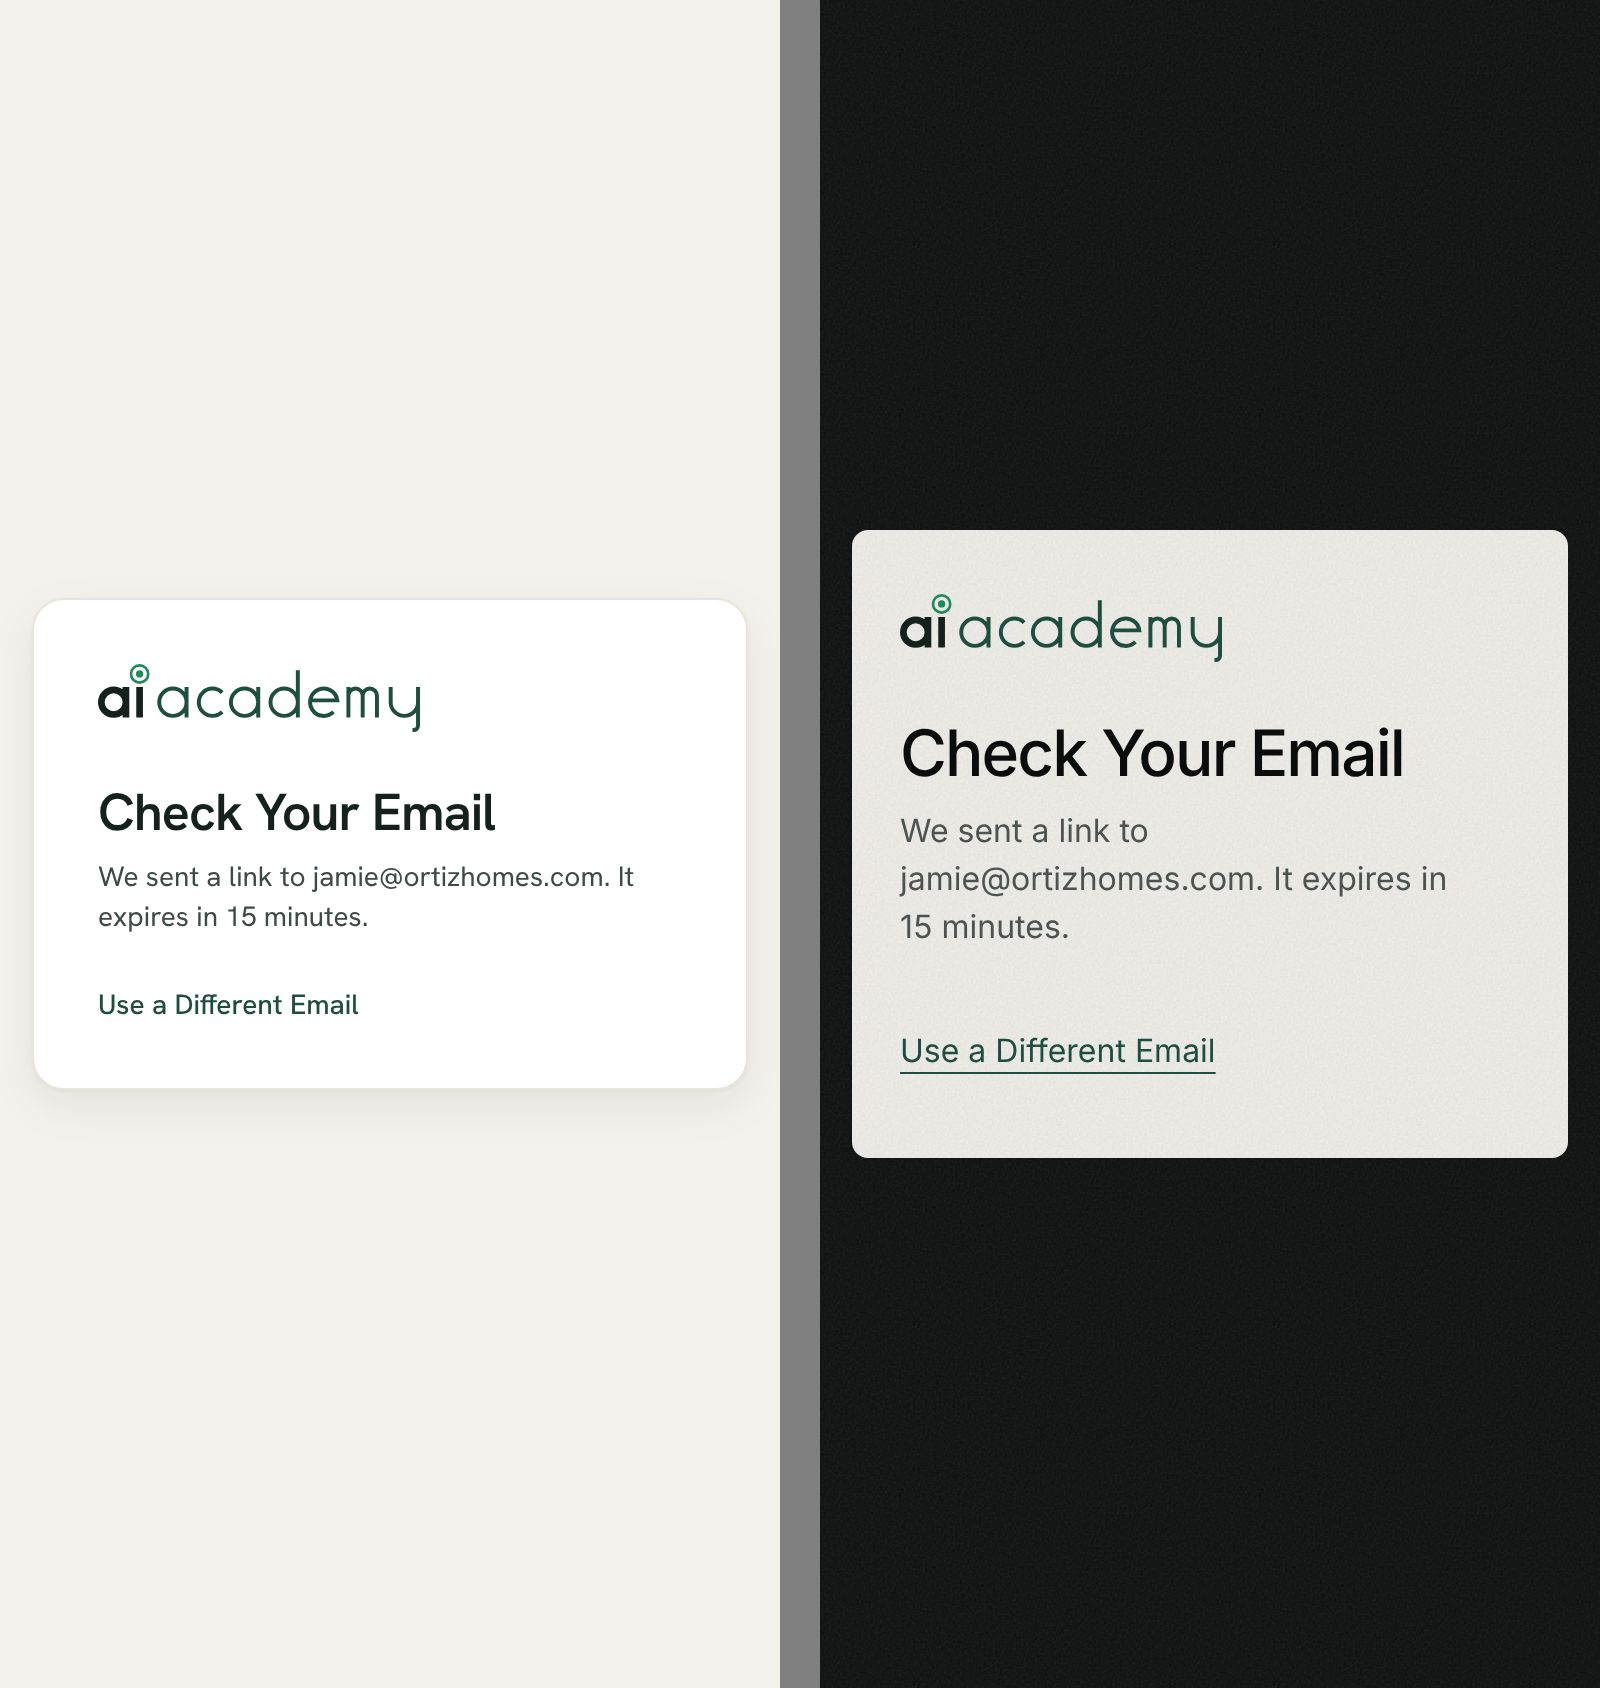 ai academy
Check Your Email
We sent a link to jamie@ortizhomes.com. It
expires in 15 minutes.
Use a Different Email
ai academy
Check Your Email
We sent a link to
jamie@ortizhomes.com. It expires in
15 minutes.
Use a Different Email